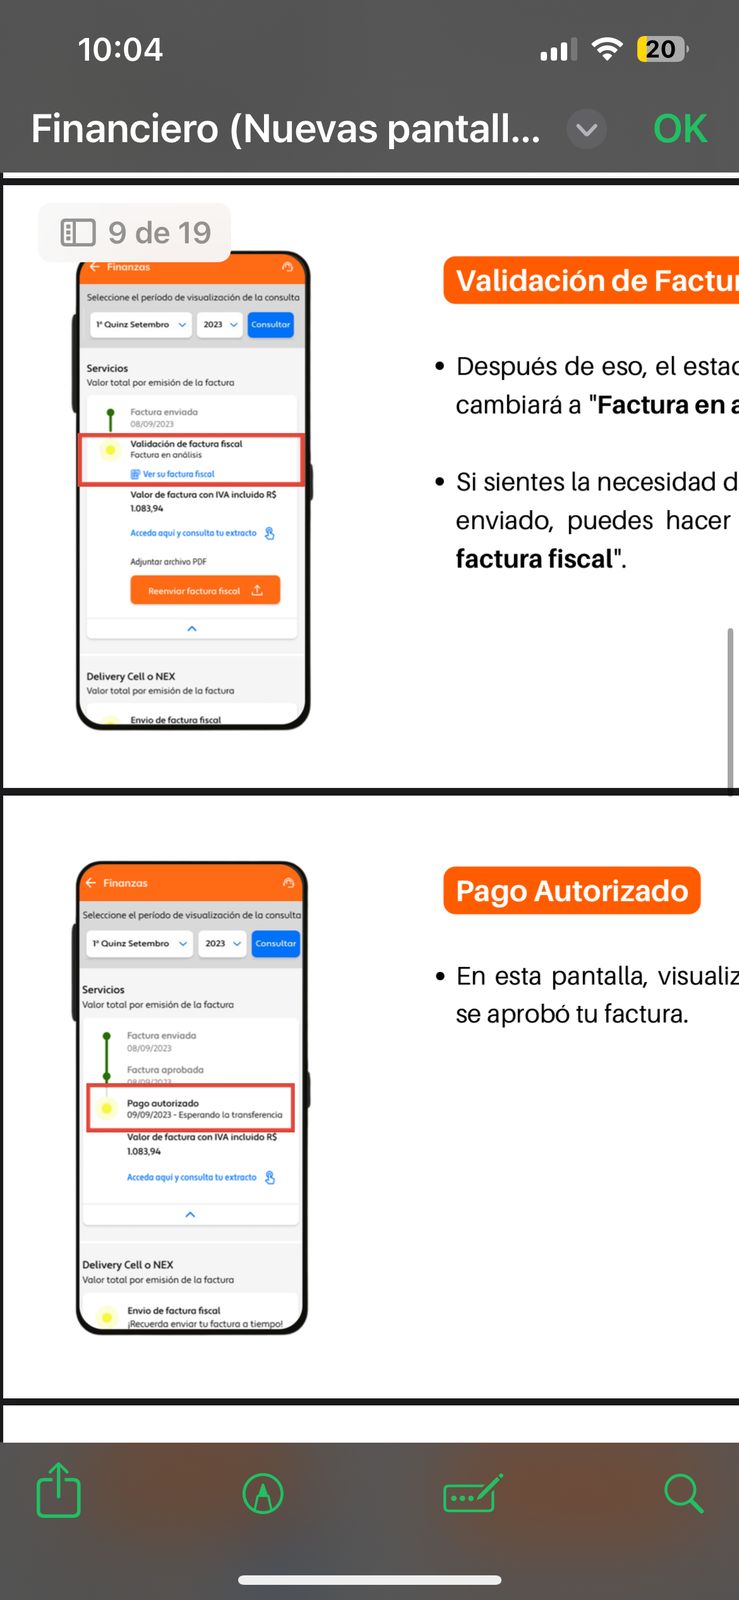 10:04
20
Financiero (Nuevas pantall...
OK
9 de 19
Finanzas
Seleccione el período de visualización de la consulta
1ª Quinz Setembro
2023
Consultar
Servicios
Valor total por emisión de la factura
Factura enviada
08/09/2023
Validación de factura fiscal
Factura en análisis
Ver su factura fiscal
Valor de factura con IVA incluido R$
1.083,94
Acceda aquí y consulta tu extracto
Adjuntar archivo PDF
Reenviar factura fiscal
Delivery Cell o NEX
Valor total por emisión de la factura
Envio de factura fiscal
Validación de Factu
• Después de eso, el esta
cambiará a "Factura en a
• Si sientes la necesidad d
enviado, puedes hacer
factura fiscal".
Finanzas
Seleccione el período de visualización de la consulta
1ª Quinz Setembro
2023
Consultar
Servicios
Valor total por emisión de la factura
Factura enviada
08/09/2023
Factura aprobada
08/09/2023
Pago autorizado
09/09/2023 - Esperando la transferencia
Valor de factura con IVA incluido R$
1.083,94
Acceda aquí y consulta tu extracto
Delivery Cell o NEX
Valor total por emisión de la factura
Envio de factura fiscal
¡Recuerda enviar tu factura a tiempo!
Pago Autorizado
• En esta pantalla, visualiz
se aprobó tu factura.